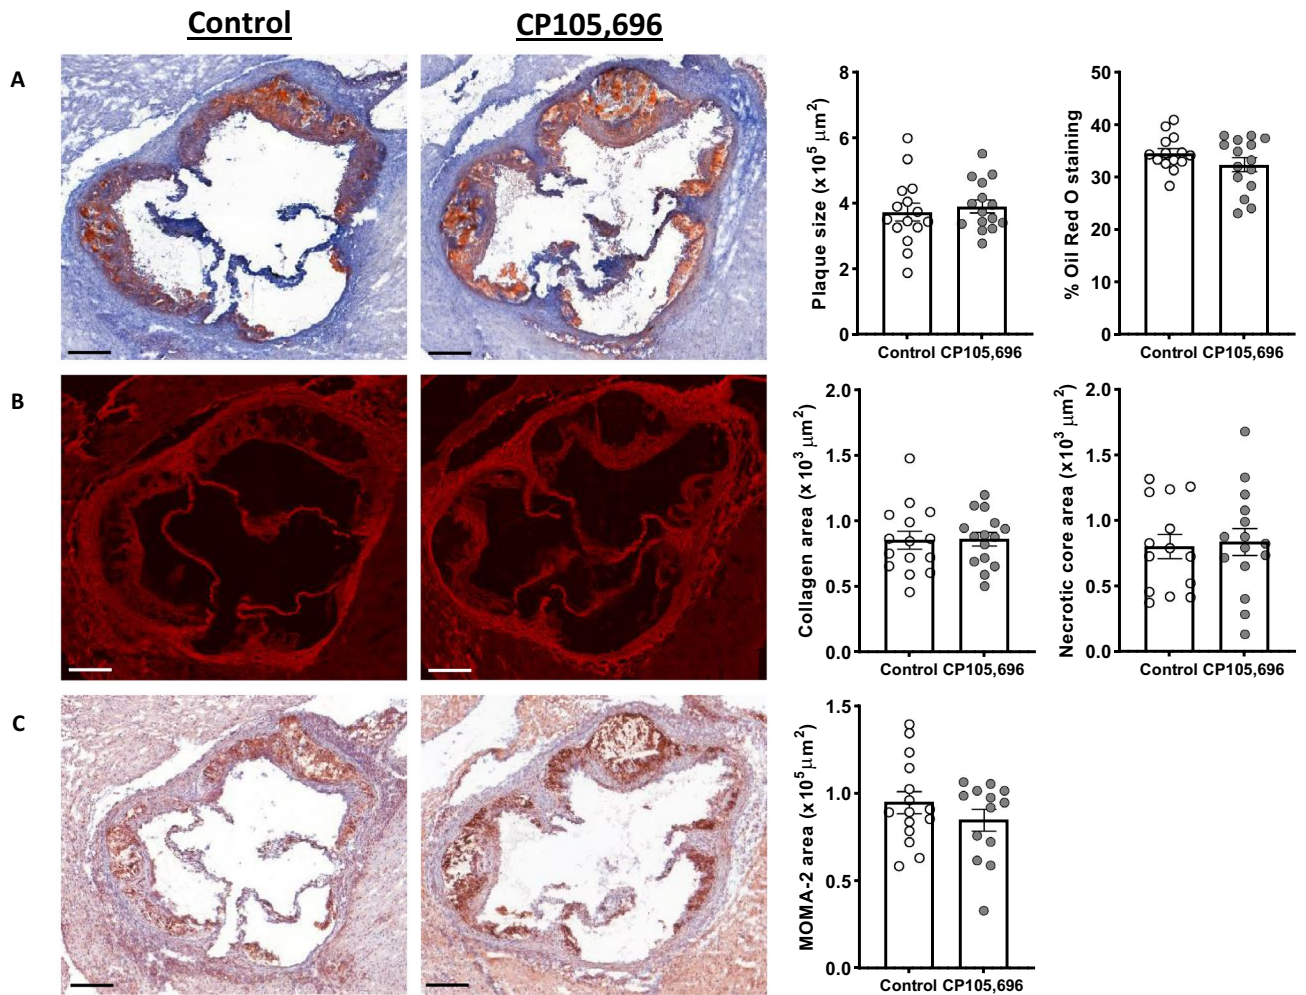 Control
CP105,696
A
Plaque size (x 10⁵ μm²)
8
6
4
2
0
Control CP105,696
% Oil Red O staining
50
40
30
20
10
0
Control CP105,696
B
Collagen area (x 10³ μm²)
2.0
1.5
1.0
0.5
0.0
Control CP105,696
Necrotic core area (x10³ μm²)
2.0
1.5
1.0
0.5
0.0
Control CP105,696
C
MOMA-2 area (x 10⁵μm²)
1.5
1.0
0.5
0.0
Control CP105,696